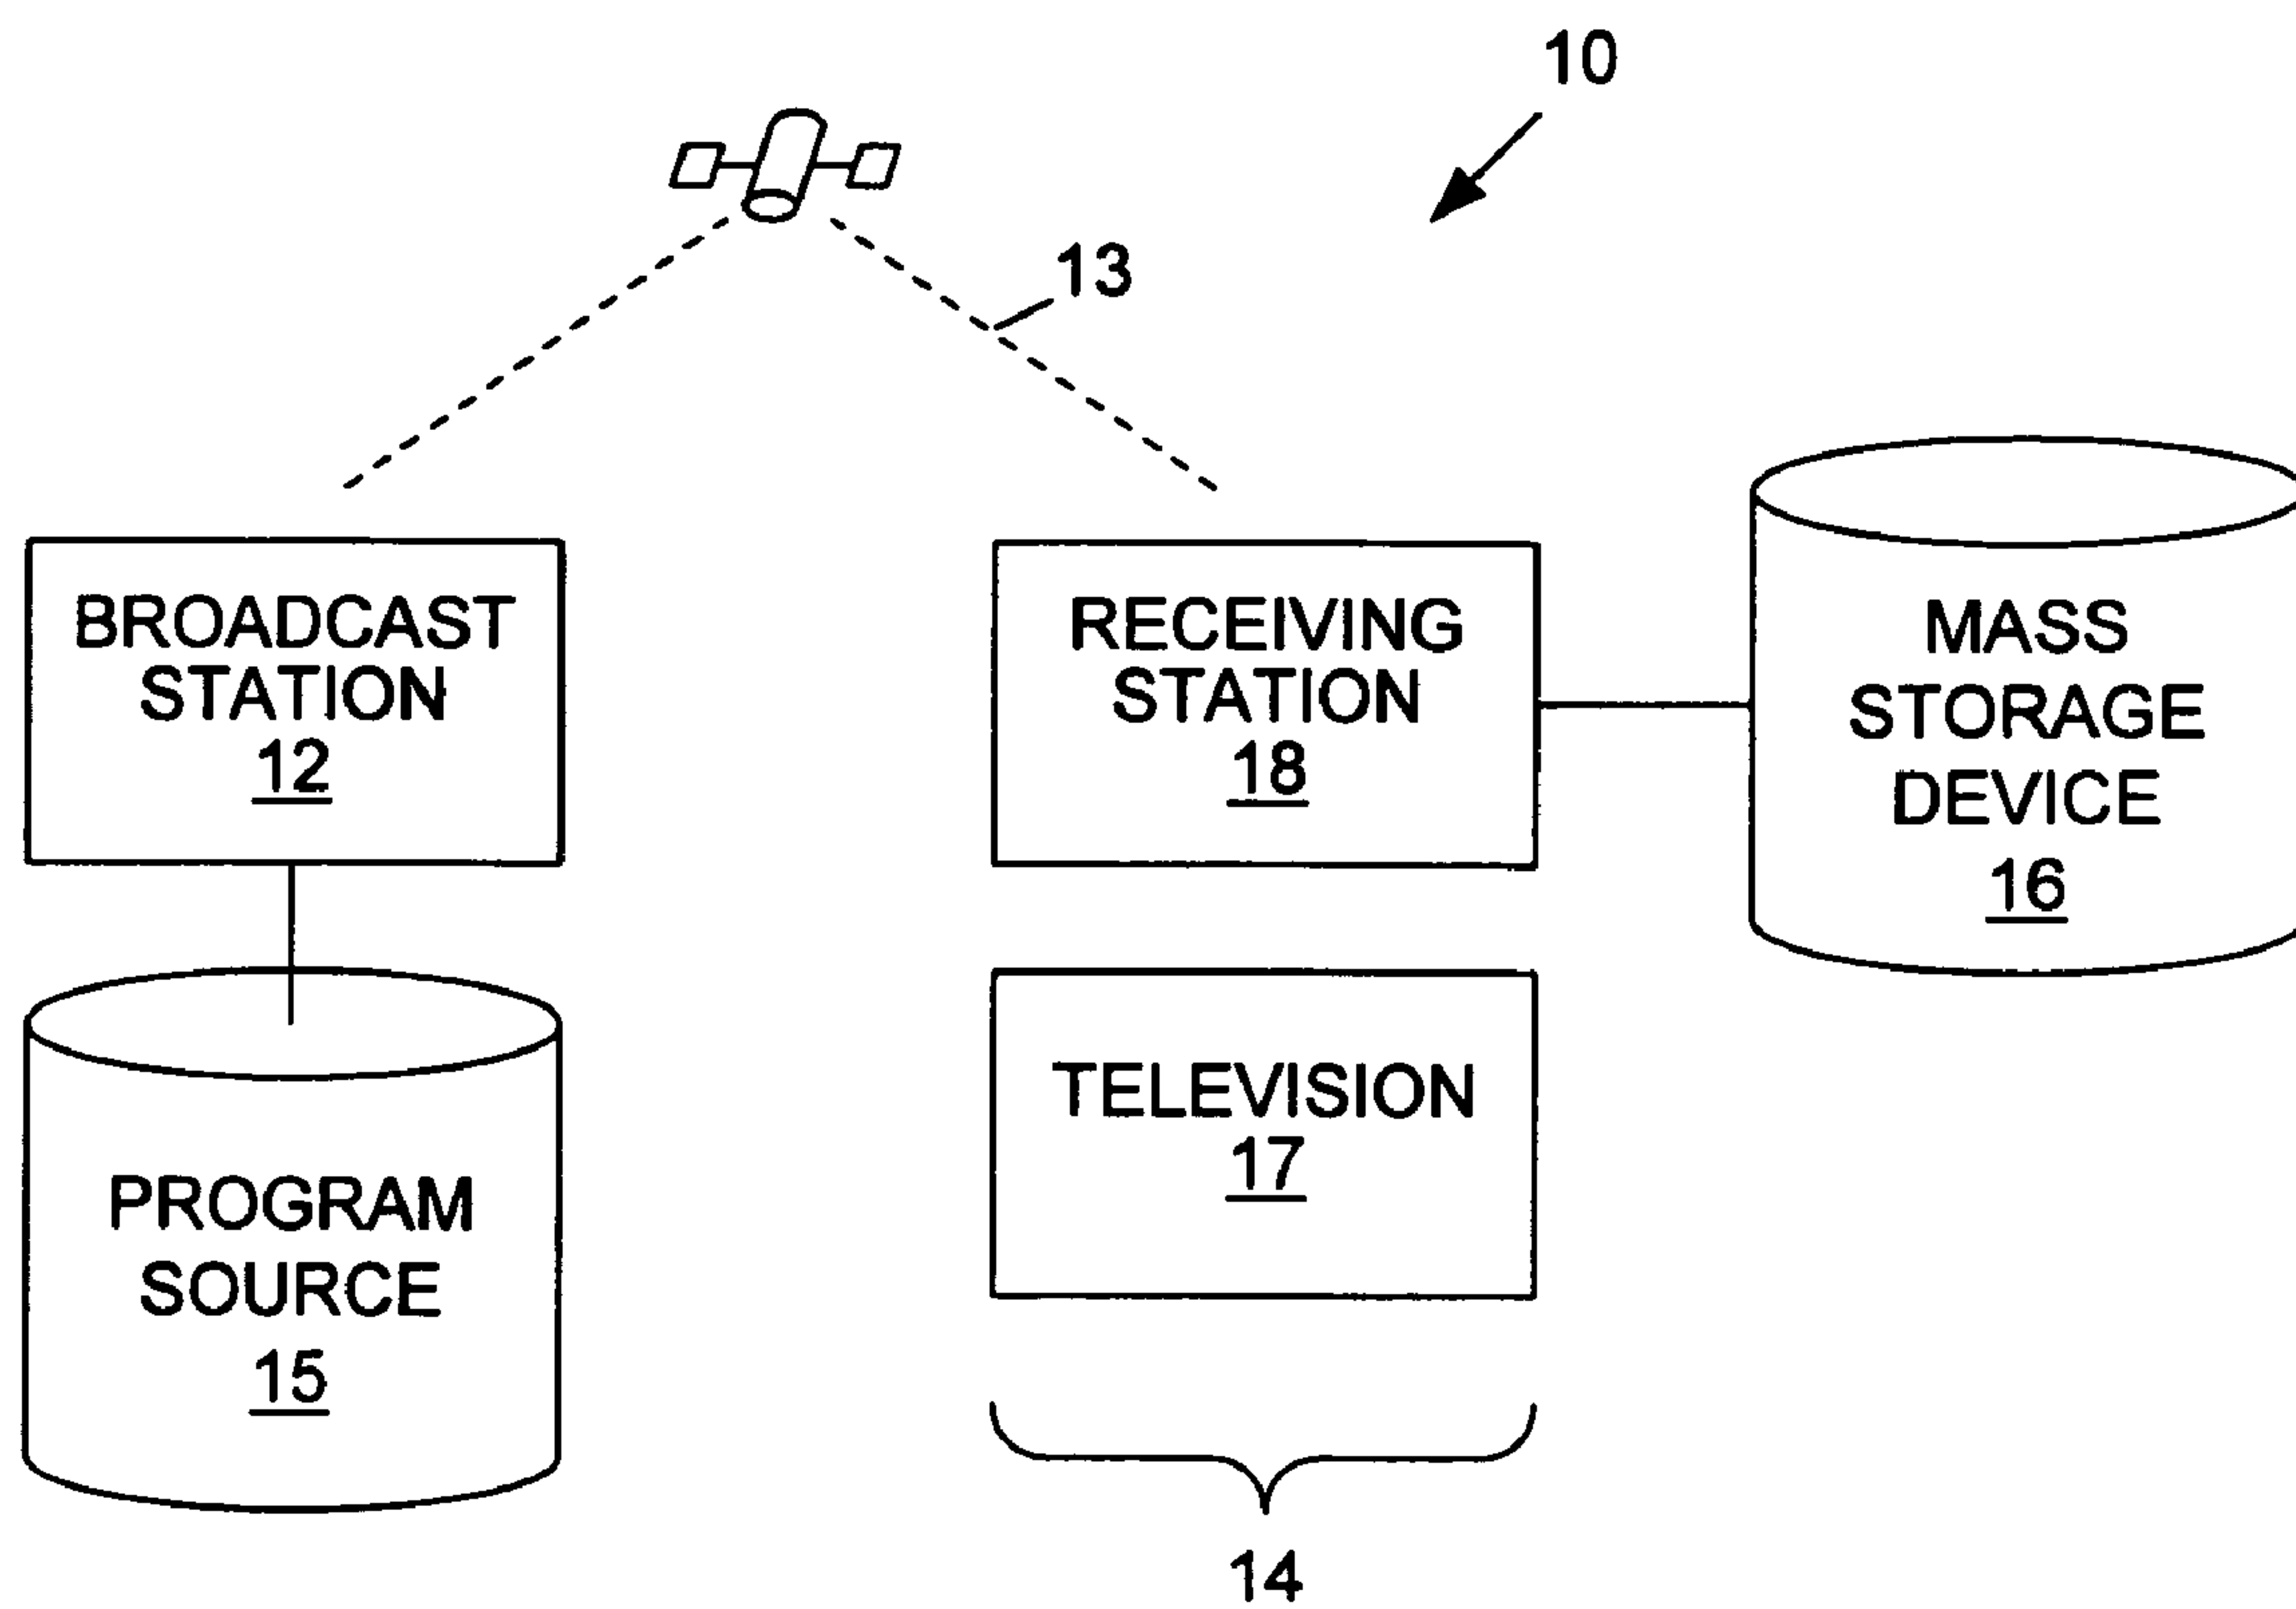 10
13
BROADCAST
STATION
12
RECEIVING
STATION
18
MASS
STORAGE
DEVICE
16
PROGRAM
SOURCE
15
TELEVISION
17
14